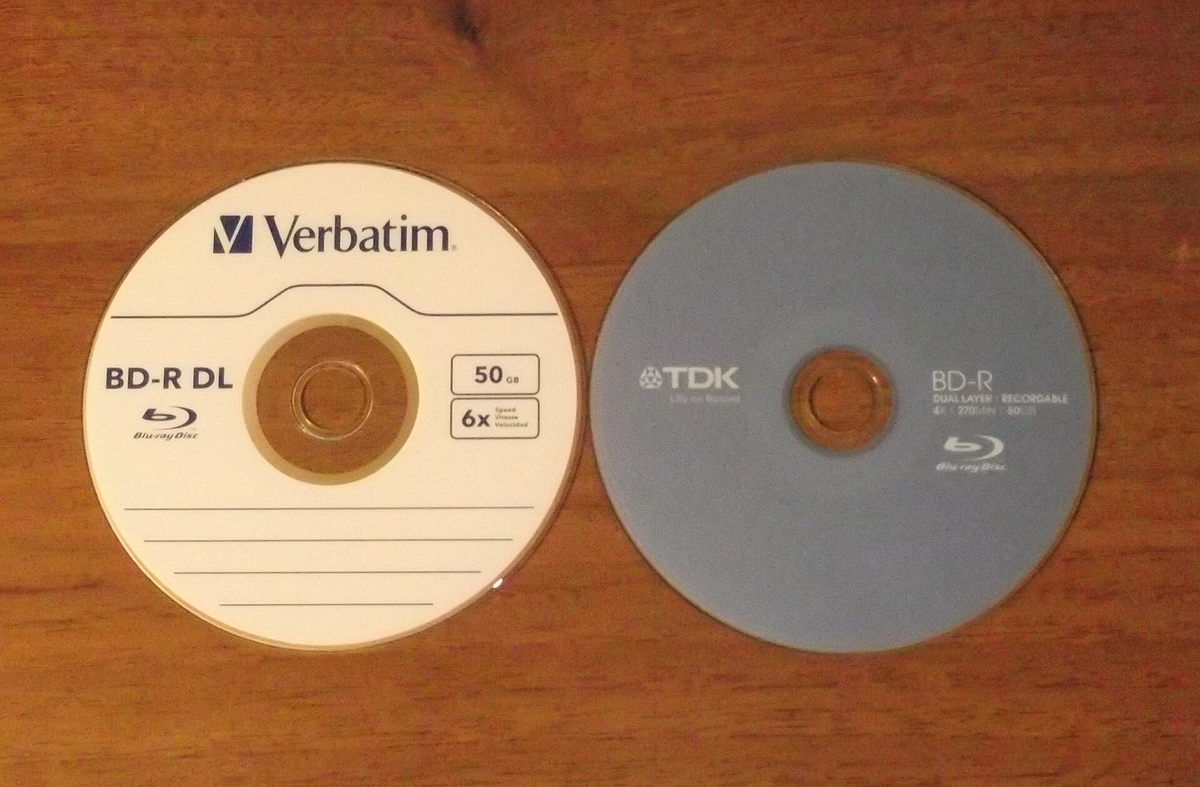 Verbatim®
BD-R DL
Blu-ray Disc™
50 GB
6x Speed
Vitesse
Velocidad
TDK
Life on Record
BD-R
DUAL LAYER : RECORDABLE
4X : 270MIN : 50GB
Blu-ray Disc